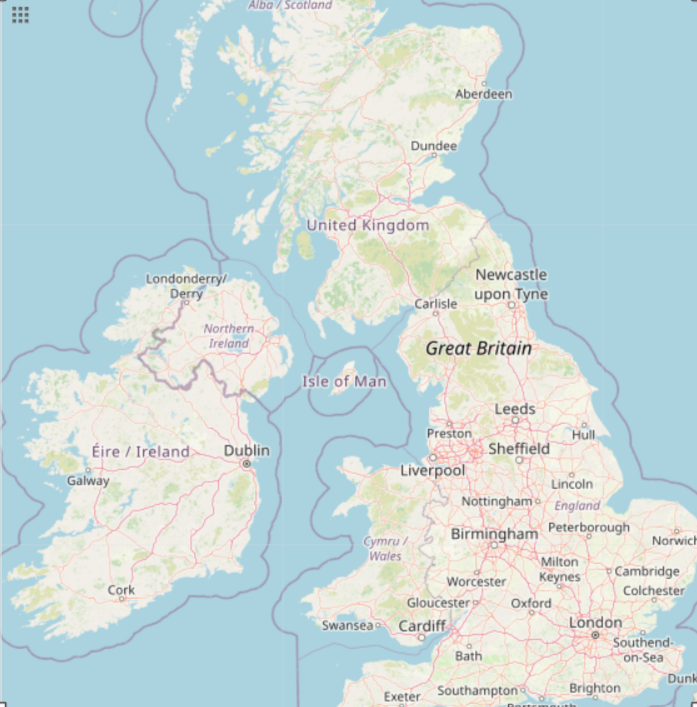 Alba / Scotland
Aberdeen
Dundee
United Kingdom
Londonderry/
Derry
Newcastle
upon Tyne
Carlisle
Northern
Ireland
Great Britain
Isle of Man
Leeds
Preston
Hull
Éire / Ireland
Dublin
Sheffield
Liverpool
Galway
Lincoln
Nottingham
England
Birmingham
Peterborough
Norwich
Cymru /
Wales
Milton
Keynes
Cambridge
Worcester
Cork
Colchester
Gloucester
Oxford
Swansea
Cardiff
London
Southend-
on-Sea
Bath
Dunk
Exeter
Southampton
Brighton
Portsmouth